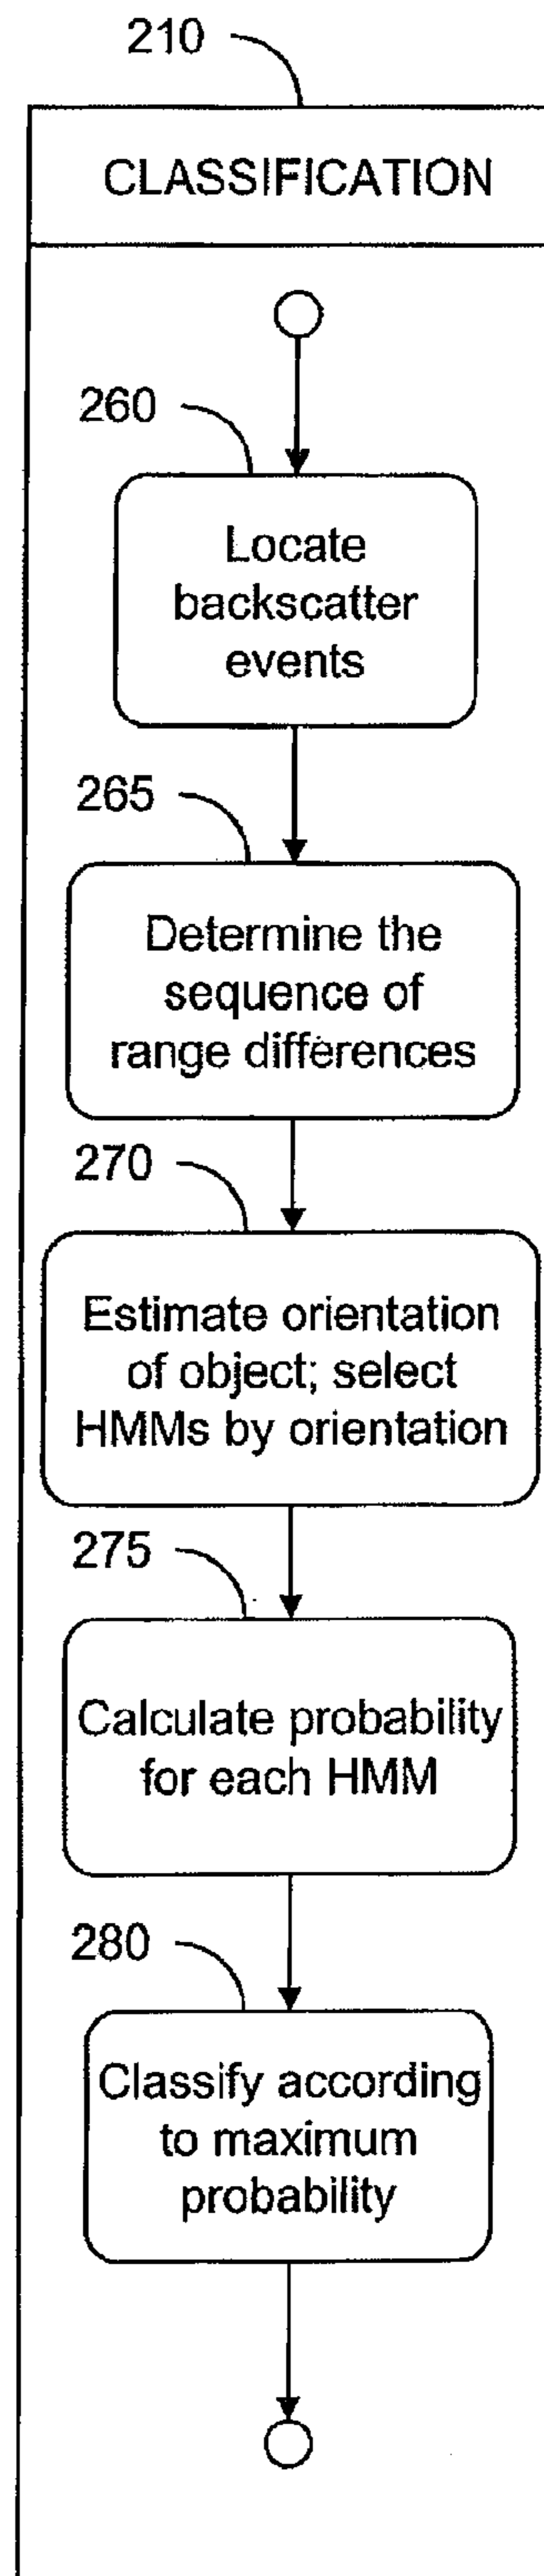 210
CLASSIFICATION
260
Locate
backscatter
events
265
Determine the
sequence of
range differences
270
Estimate orientation
of object; select
HMMs by orientation
275
Calculate probability
for each HMM
280
Classify according
to maximum
probability